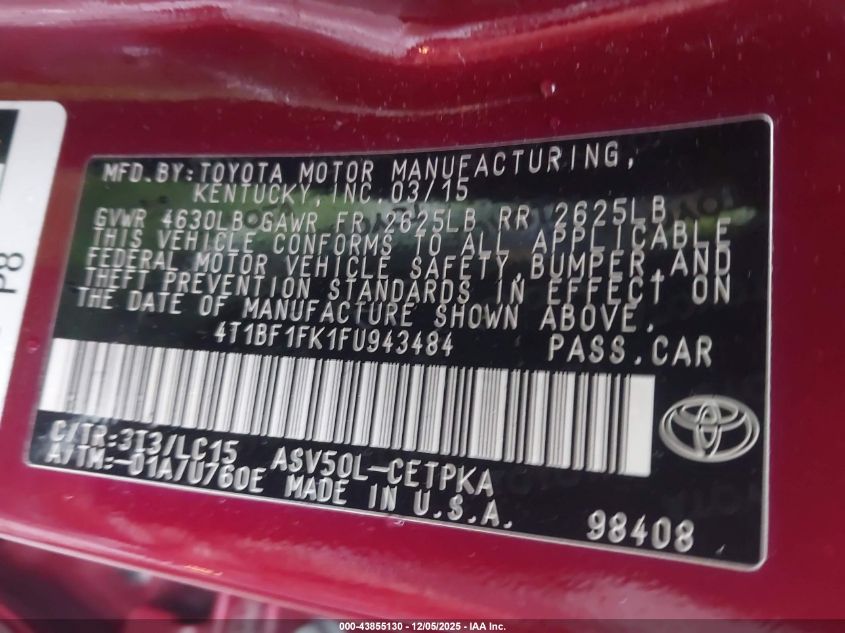 P8
MFD.BY:TOYOTA MOTOR MANUFACTURING,
KENTUCKY,INC.03/15
GVWR 4630LB GAWR FR 2625LB RR 2625LB
THIS VEHICLE CONFORMS TO ALL APPLICABLE
FEDERAL MOTOR VEHICLE SAFETY,BUMPER,AND
THEFT PREVENTION STANDARDS IN EFFECT ON
THE DATE OF MANUFACTURE SHOWN ABOVE.
4T1BF1FK1FU943484 PASS.CAR
C/TR:3T3/LC15 ASV50L-CETPKA
A/TM:-01A/U760E MADE IN U.S.A.
98408
000-43855130 - 12/05/2025 - IAA Inc.